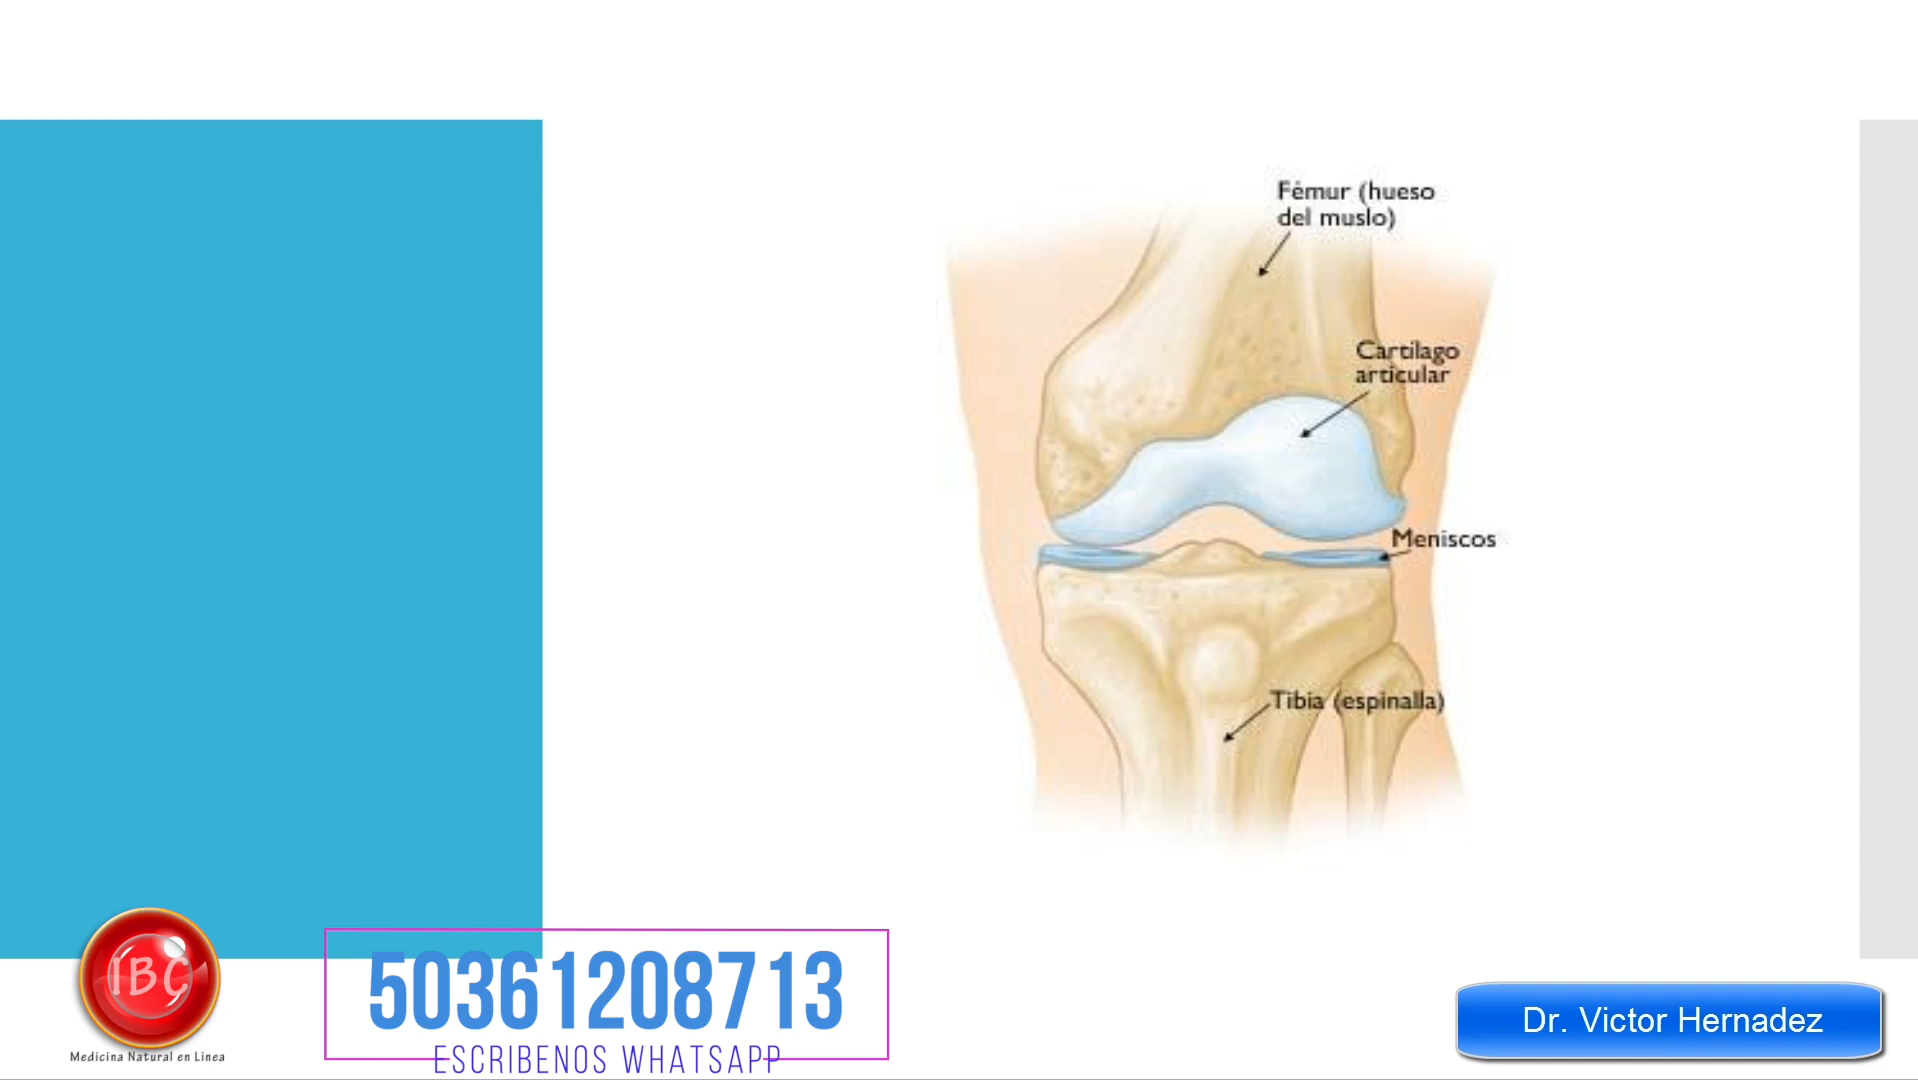 Fémur (hueso
del muslo)
Cartílago
articular
Meniscos
Tibia (espinalla)
IBC
Medicina Natural en Linea
50361208713
ESCRIBENOS WHATSAPP
Dr. Victor Hernadez